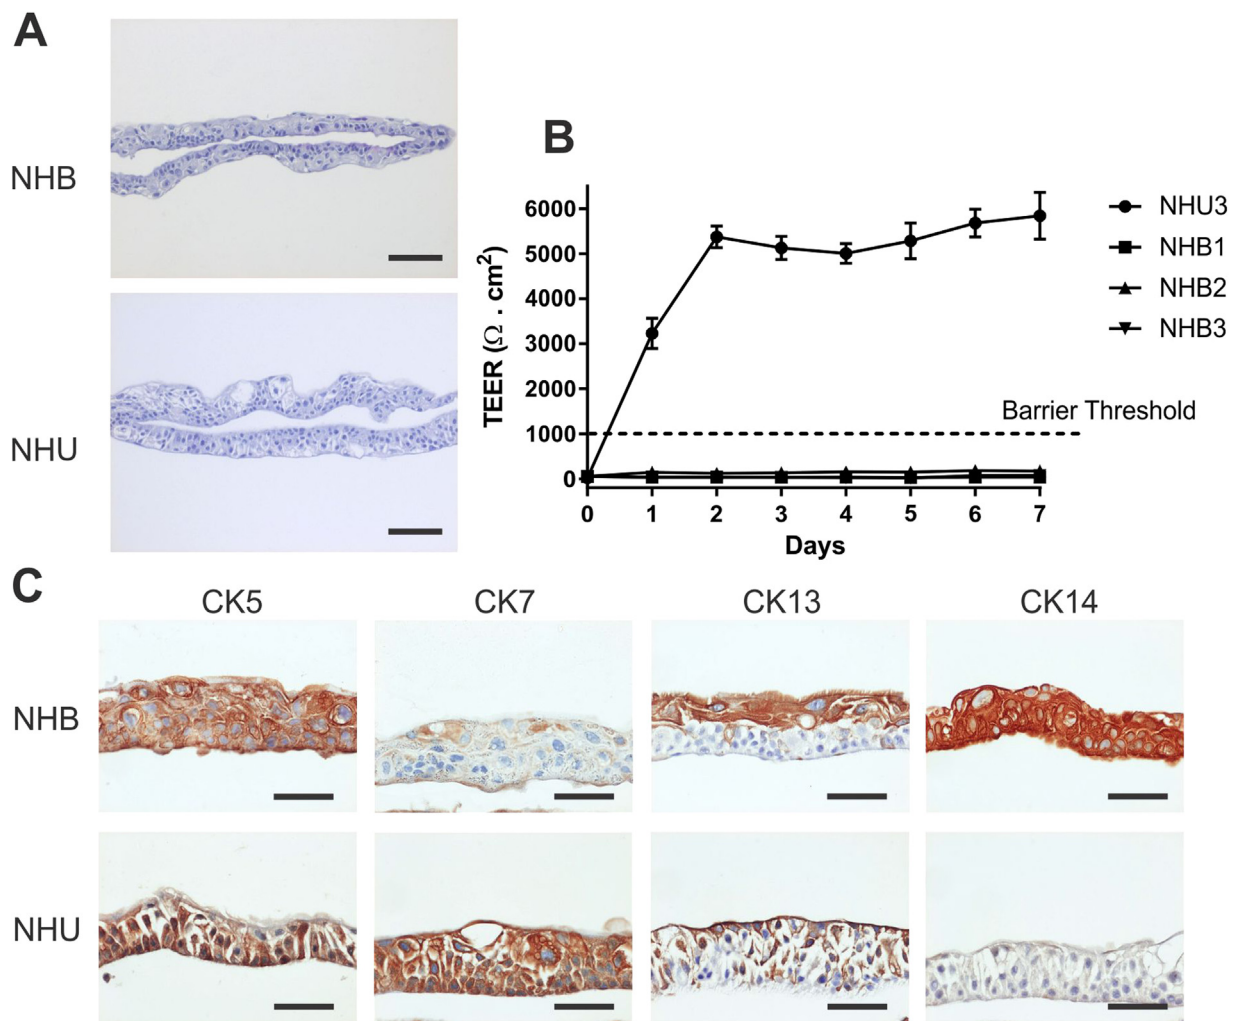 A
NHB
NHU
B
TEER (Ω . cm²)
6000
5000
4000
3000
2000
1000
0
Barrier Threshold
0 1 2 3 4 5 6 7
Days
NHU3
NHB1
NHB2
NHB3
C
CK5 CK7 CK13 CK14
NHB
NHU